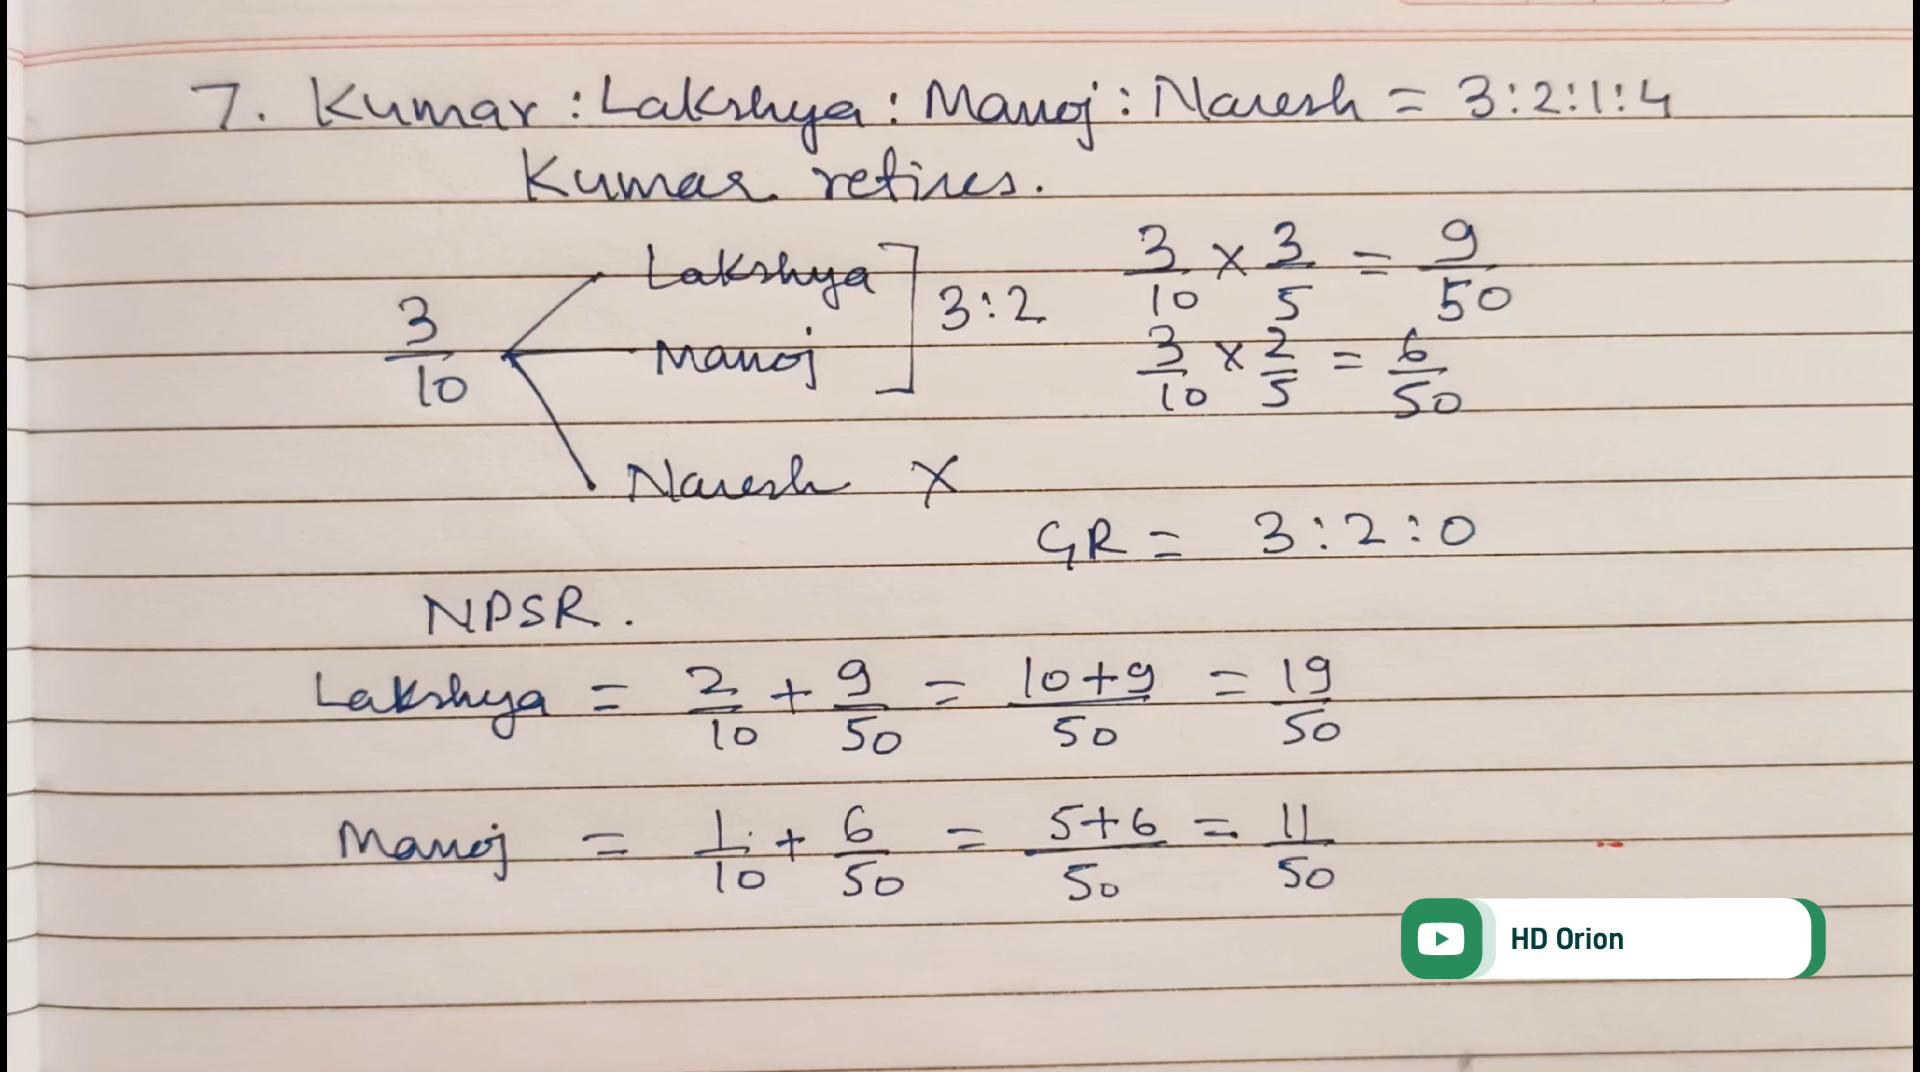 7. Kumar : Lakshya : Manoj : Naresh = 3:2:1:4
Kumar retires.
3/10
Lakshya
Manoj
] 3:2
3/10 × 3/5 = 9/50
3/10 × 2/5 = 6/50
Naresh ×
GR = 3:2:0
NPSR.
Lakshya = 2/10 + 9/50 = 10+9/50 = 19/50
Manoj = 1/10 + 6/50 = 5+6/50 = 11/50
HD Orion